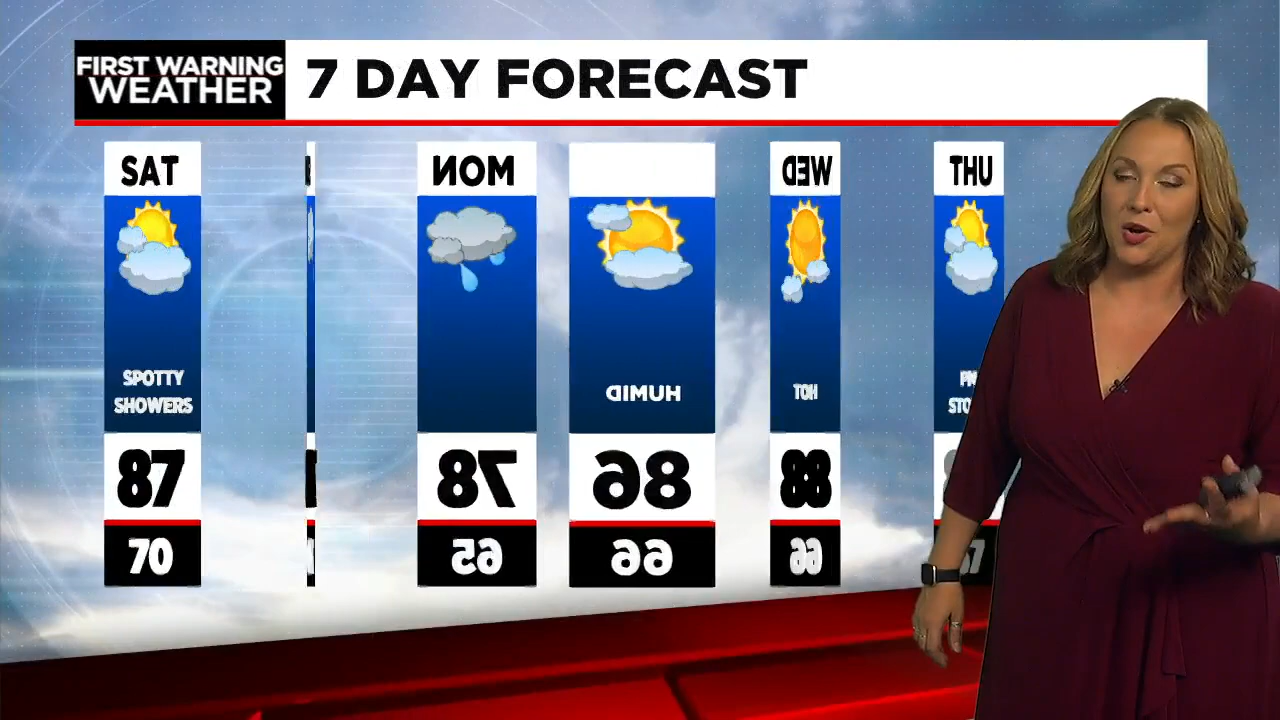 FIRST WARNING
WEATHER
7 DAY FORECAST
SAT
MON
WED
THU
SPOTTY
SHOWERS
HUMID
HOT
87
78
86
88
70
65
66
66